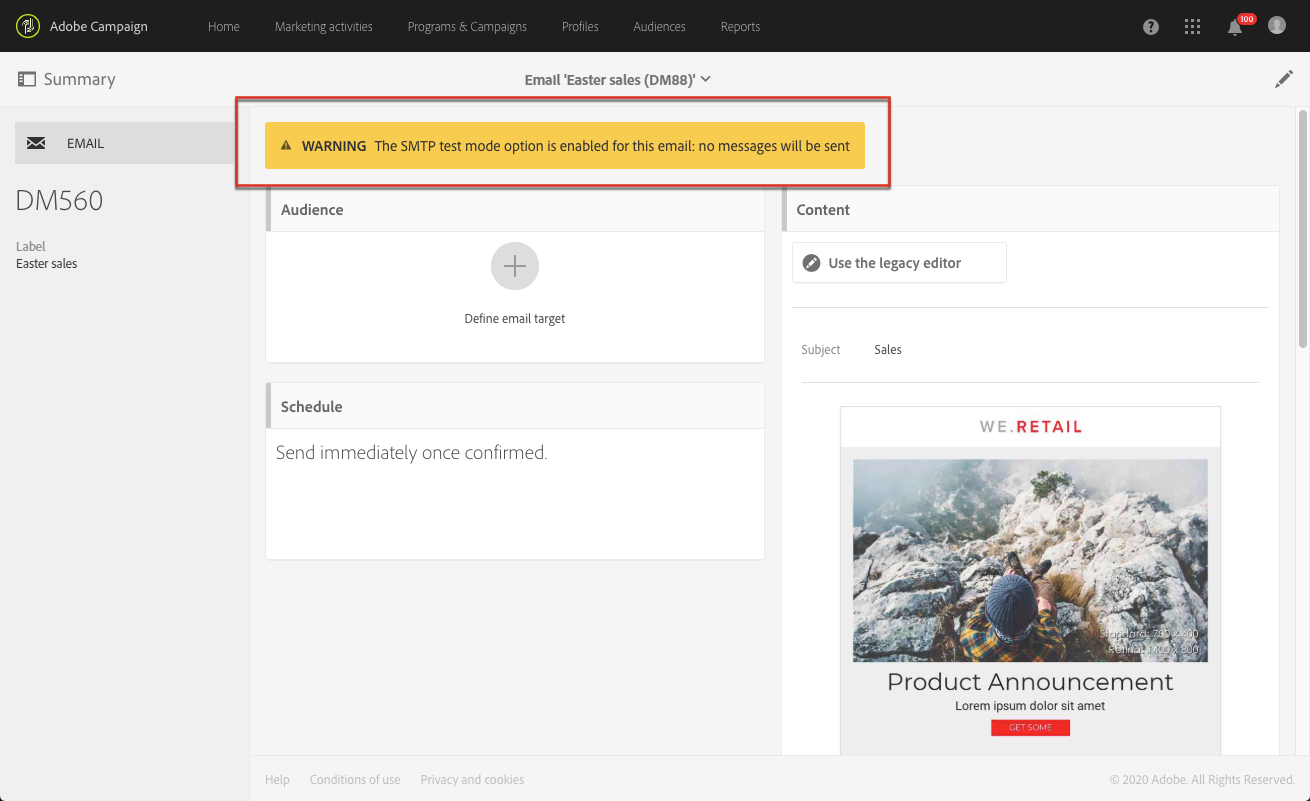 Adobe Campaign Home Marketing activities Programs & Campaigns Profiles Audiences Reports 100
Summary
Email 'Easter sales (DM88)'
EMAIL
WARNING The SMTP test mode option is enabled for this email: no messages will be sent
DM560
Label
Easter sales
Audience
Define email target
Schedule
Send immediately once confirmed.
Content
Use the legacy editor
Subject Sales
WE.RETAIL
Standard: 700 x 400
Retina: 1400 x 800
Product Announcement
Lorem ipsum dolor sit amet
GET SOME
Help Conditions of use Privacy and cookies © 2020 Adobe. All Rights Reserved.